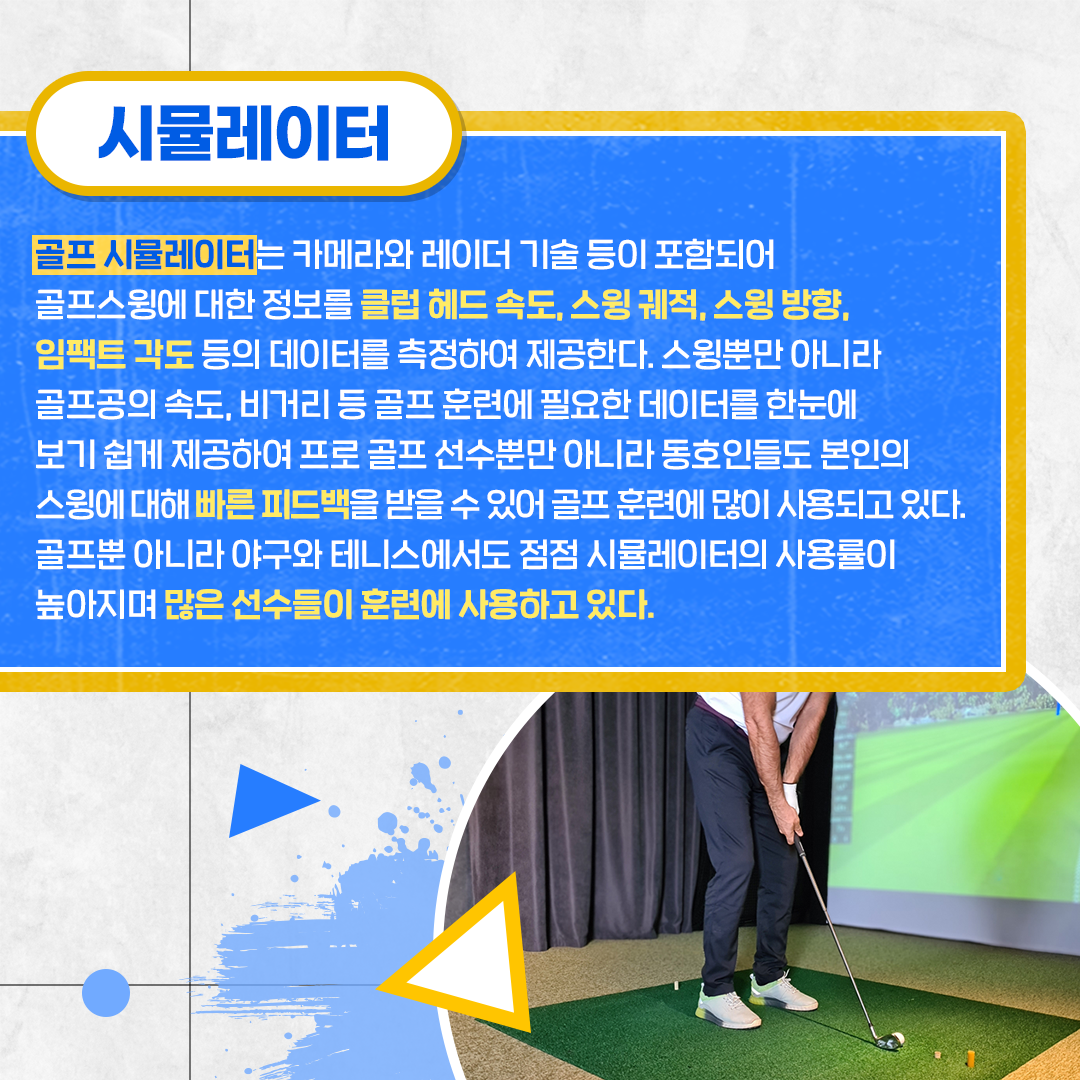 시뮬레이터
골프 시뮬레이터는 카메라와 레이더 기술 등이 포함되어
골프스윙에 대한 정보를 클럽 헤드 속도, 스윙 궤적, 스윙 방향,
임팩트 각도 등의 데이터를 측정하여 제공한다. 스윙뿐만 아니라
골프공의 속도, 비거리 등 골프 훈련에 필요한 데이터를 한눈에
보기 쉽게 제공하여 프로 골프 선수뿐만 아니라 동호인들도 본인의
스윙에 대해 빠른 피드백을 받을 수 있어 골프 훈련에 많이 사용되고 있다.
골프뿐 아니라 야구와 테니스에서도 점점 시뮬레이터의 사용률이
높아지며 많은 선수들이 훈련에 사용하고 있다.